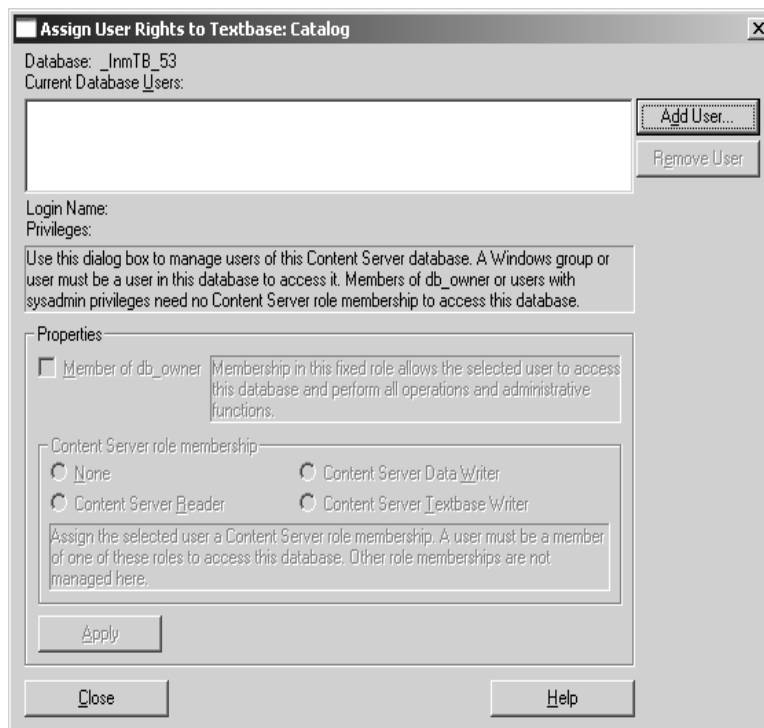 Assign User Rights to Textbase: Catalog
Database: _InmTB_53
Current Database Users:
Add User...
Remove User
Login Name:
Privileges:
Use this dialog box to manage users of this Content Server database. A Windows group or
user must be a user in this database to access it. Members of db_owner or users with
sysadmin privileges need no Content Server role membership to access this database.
Properties
Member of db_owner
Membership in this fixed role allows the selected user to access
this database and perform all operations and administrative
functions.
Content Server role membership
None
Content Server Data Writer
Content Server Reader
Content Server Textbase Writer
Assign the selected user a Content Server role membership. A user must be a member
of one of these roles to access this database. Other role memberships are not
managed here.
Apply
Close
Help